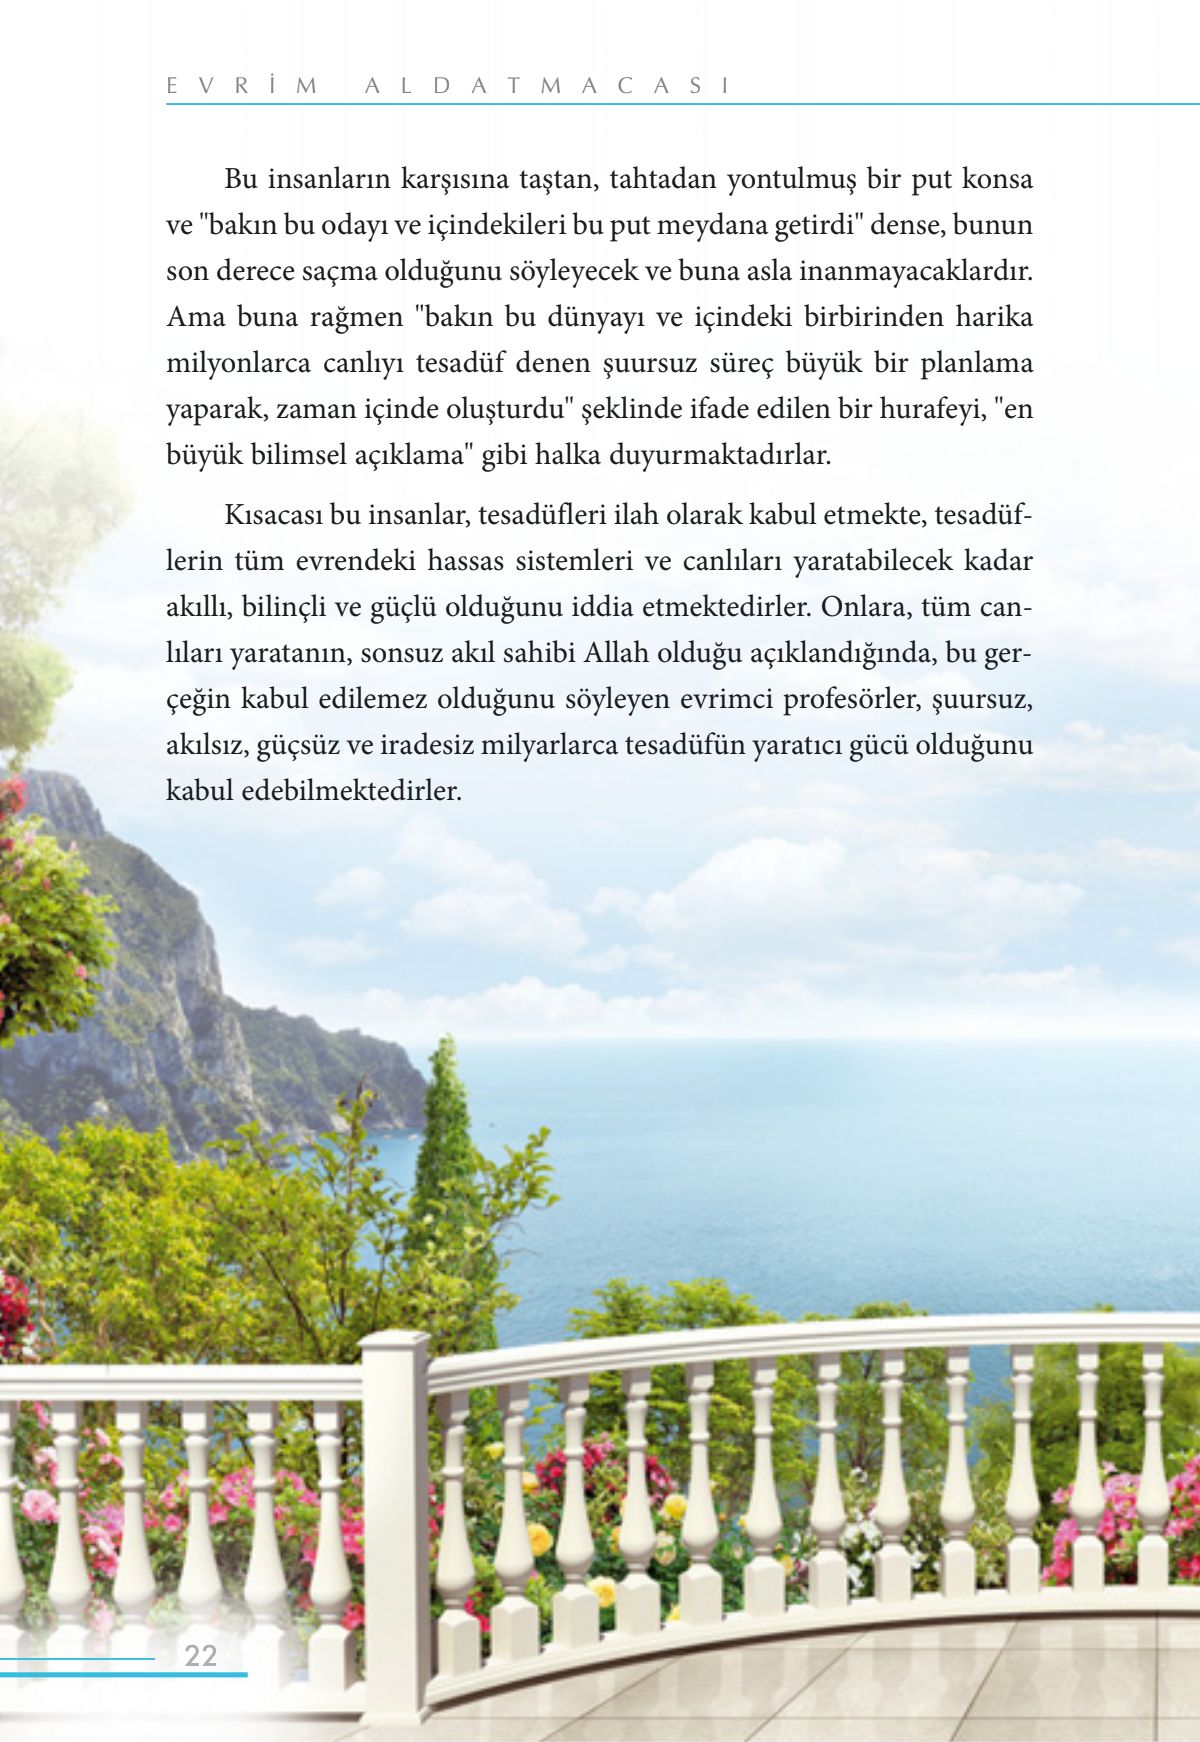 EVRİM ALDATMACASI
Bu insanların karşısına taştan, tahtadan yontulmuş bir put konsa
ve "bakın bu odayı ve içindekileri bu put meydana getirdi" dense, bunun
son derece saçma olduğunu söyleyecek ve buna asla inanmayacaklardır.
Ama buna rağmen "bakın bu dünyayı ve içindeki birbirinden harika
milyonlarca canlıyı tesadüf denen şuursuz süreç büyük bir planlama
yaparak, zaman içinde oluşturdu" şeklinde ifade edilen bir hurafeyi, "en
büyük bilimsel açıklama" gibi halka duyurmaktadırlar.
Kısacası bu insanlar, tesadüfleri ilah olarak kabul etmekte, tesadüf-
lerin tüm evrendeki hassas sistemleri ve canlıları yaratabilecek kadar
akıllı, bilinçli ve güçlü olduğunu iddia etmektedirler. Onlara, tüm can-
lıları yaratanın, sonsuz akıl sahibi Allah olduğu açıklandığında, bu ger-
çeğin kabul edilemez olduğunu söyleyen evrimci profesörler, şuursuz,
akılsız, güçsüz ve iradesiz milyarlarca tesadüfün yaratıcı gücü olduğunu
kabul edebilmektedirler.
22